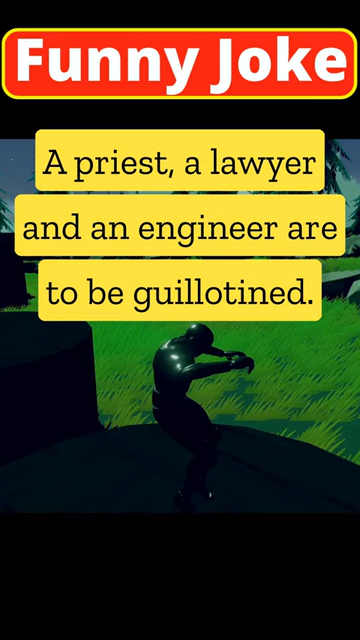 Funny Joke
A priest, a lawyer
and an engineer are
to be guillotined.